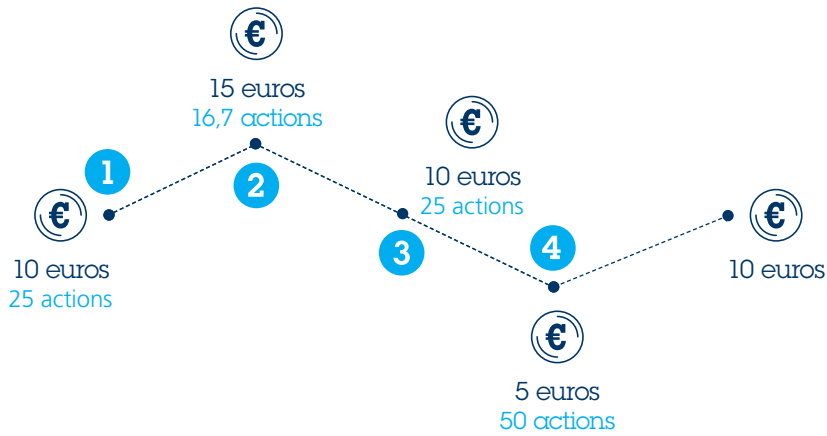 €
15 euros
16,7 actions
€
10 euros
25 actions
1
2
3
4
€
10 euros
25 actions
€
10 euros
€
5 euros
50 actions